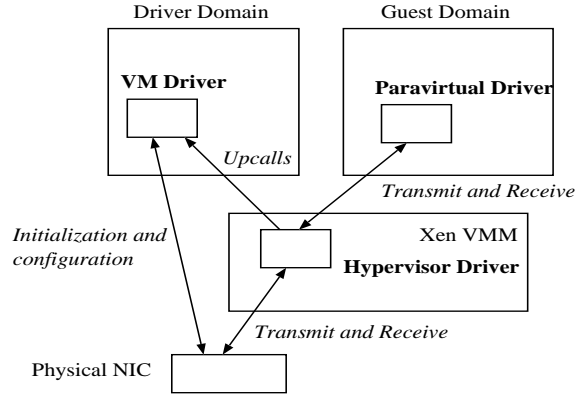 Driver Domain
Guest Domain
VM Driver
Paravirtual Driver
Upcalls
Transmit and Receive
Initialization and
configuration
Xen VMM
Hypervisor Driver
Transmit and Receive
Physical NIC